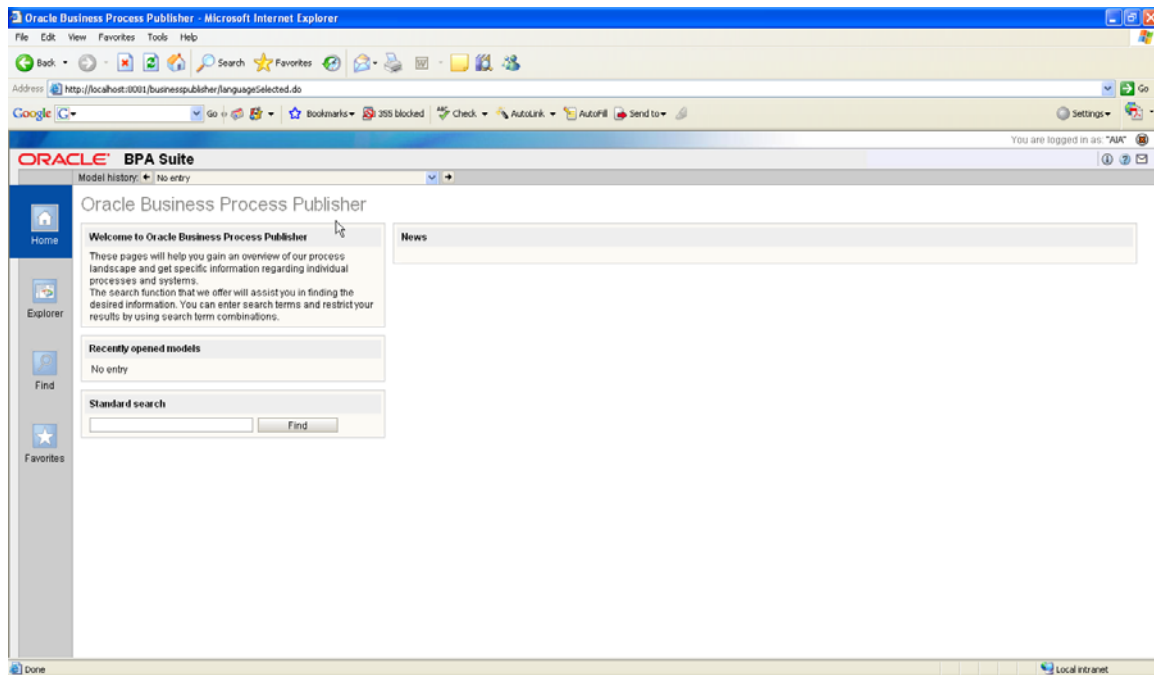 Oracle Business Process Publisher - Microsoft Internet Explorer
File Edit View Favorites Tools Help
Back Search Favorites
Address http://localhost:8081/businesspublisher/languageSelected.do Go
Google G Go Bookmarks 355 blocked Check AutoLink AutoFill Send to Settings
You are logged in as: "AIA"
ORACLE BPA Suite
Model history: No entry
Oracle Business Process Publisher
Home
Welcome to Oracle Business Process Publisher
News
These pages will help you gain an overview of our process
landscape and get specific information regarding individual
processes and systems.
The search function that we offer will assist you in finding the
desired information. You can enter search terms and restrict your
results by using search term combinations.
Explorer
Recently opened models
No entry
Find
Standard search
Find
Favorites
Done Local intranet